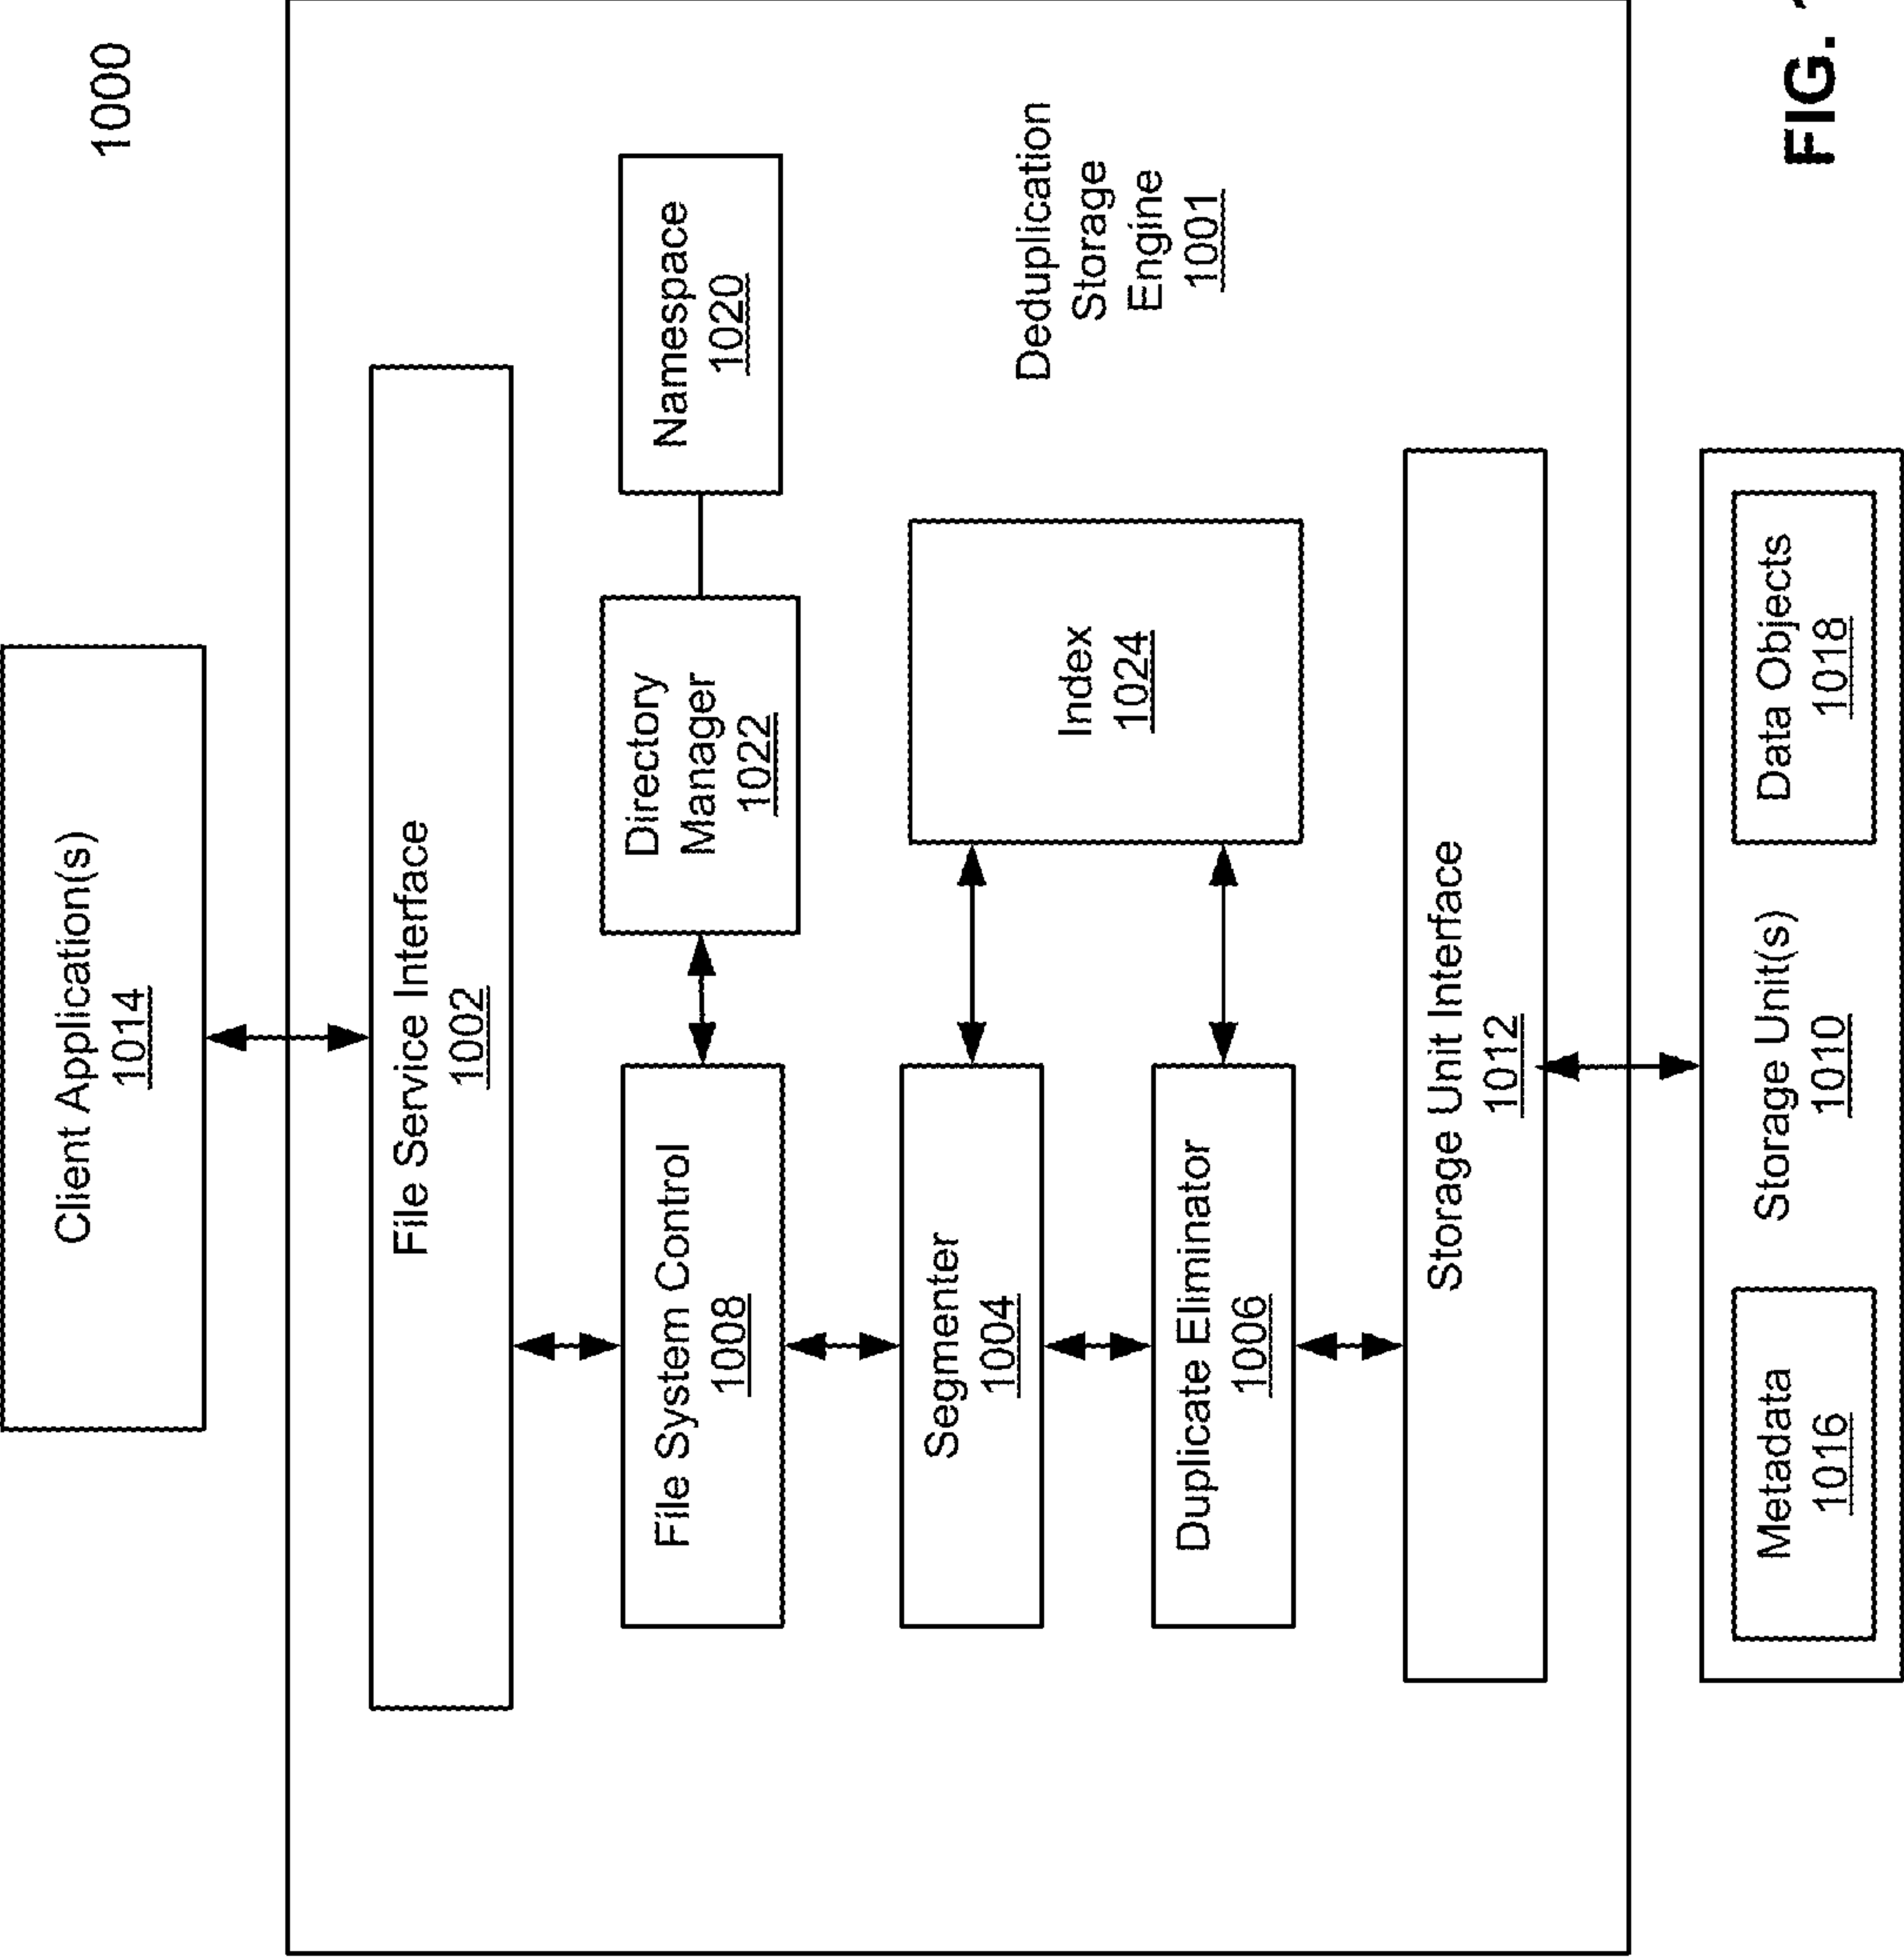 1000
Client Application(s)
1014
File Service Interface
1002
File System Control
1008
Directory
Manager
1022
Namespace
1020
Segmenter
1004
Index
1024
Duplicate Eliminator
1006
Deduplication
Storage
Engine
1001
Storage Unit Interface
1012
Metadata
1016
Storage Unit(s)
1010
Data Objects
1018
FIG.